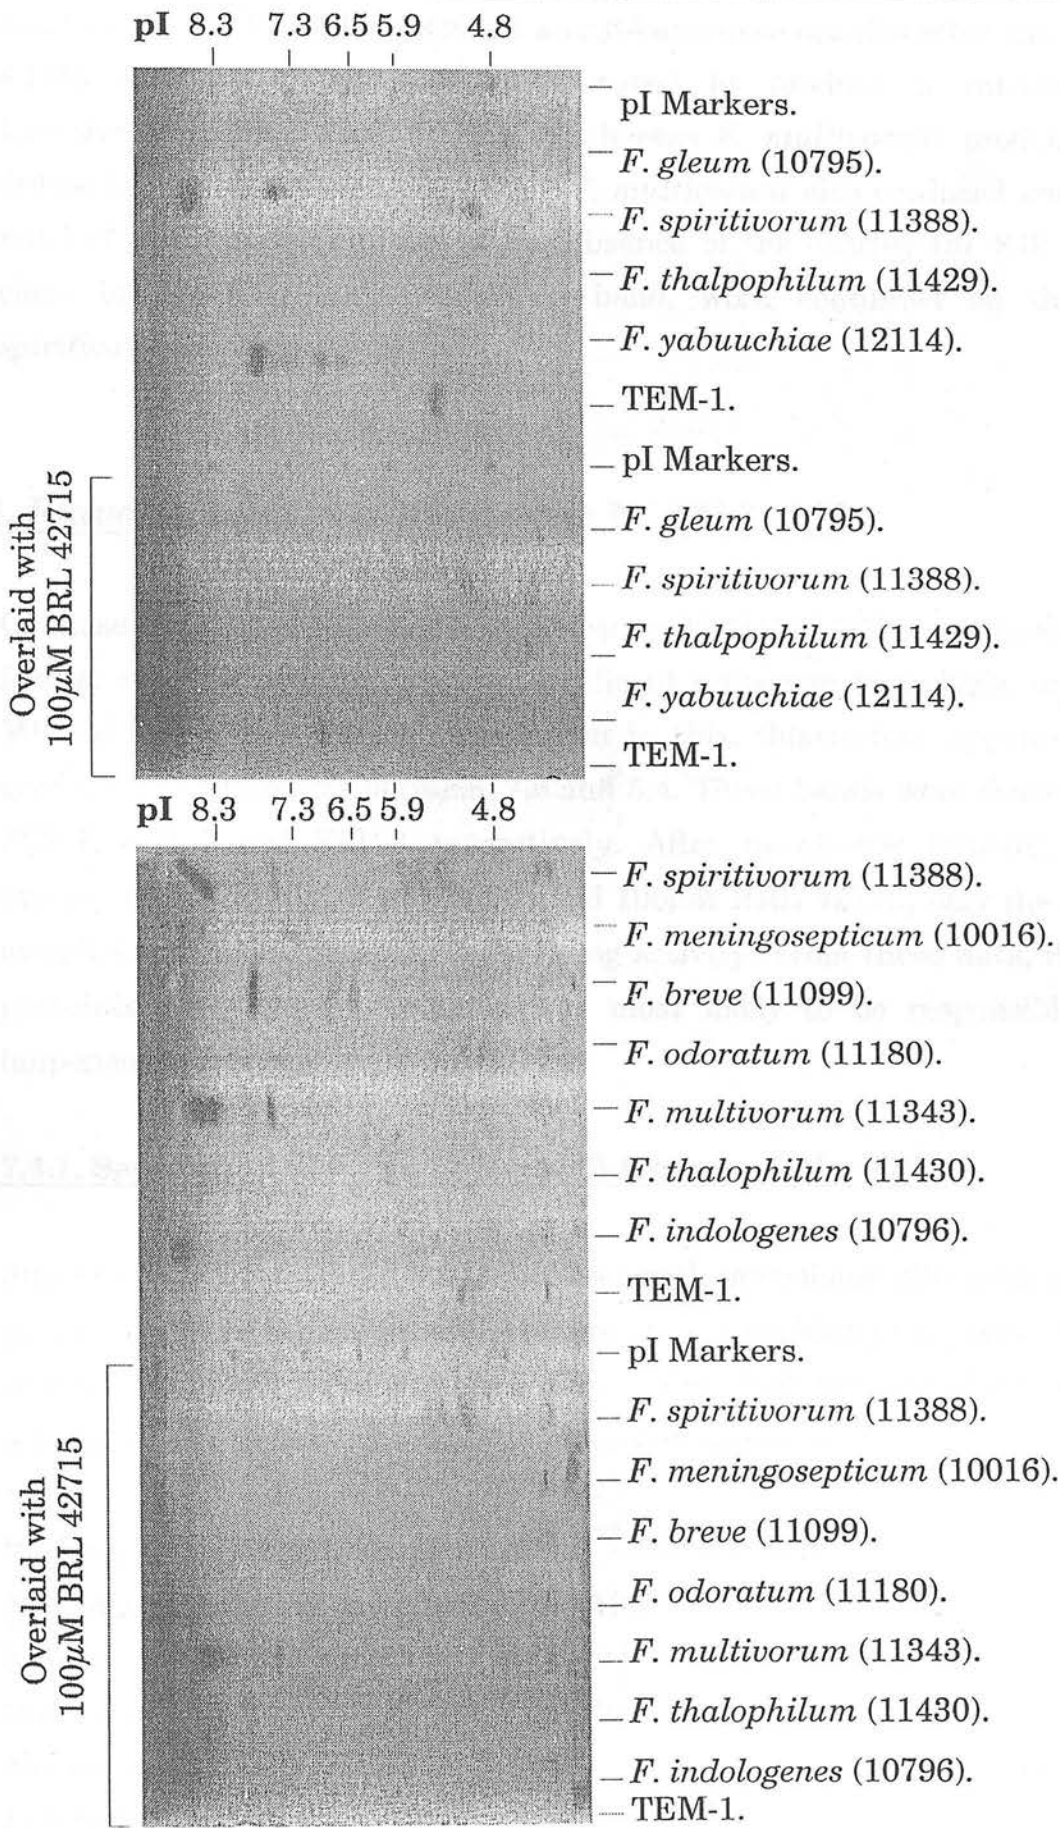 pI 8.3 7.3 6.5 5.9 4.8
pI Markers.
F. gleum (10795).
F. spiritivorum (11388).
F. thalpophilum (11429).
F. yabuuchiae (12114).
TEM-1.
pI Markers.
Overlaid with
100µM BRL 42715
F. gleum (10795).
F. spiritivorum (11388).
F. thalpophilum (11429).
F. yabuuchiae (12114).
TEM-1.
pI 8.3 7.3 6.5 5.9 4.8
F. spiritivorum (11388).
F. meningosepticum (10016).
F. breve (11099).
F. odoratum (11180).
F. multivorum (11343).
F. thalophilum (11430).
F. indologenes (10796).
TEM-1.
pI Markers.
Overlaid with
100µM BRL 42715
F. spiritivorum (11388).
F. meningosepticum (10016).
F. breve (11099).
F. odoratum (11180).
F. multivorum (11343).
F. thalophilum (11430).
F. indologenes (10796).
TEM-1.